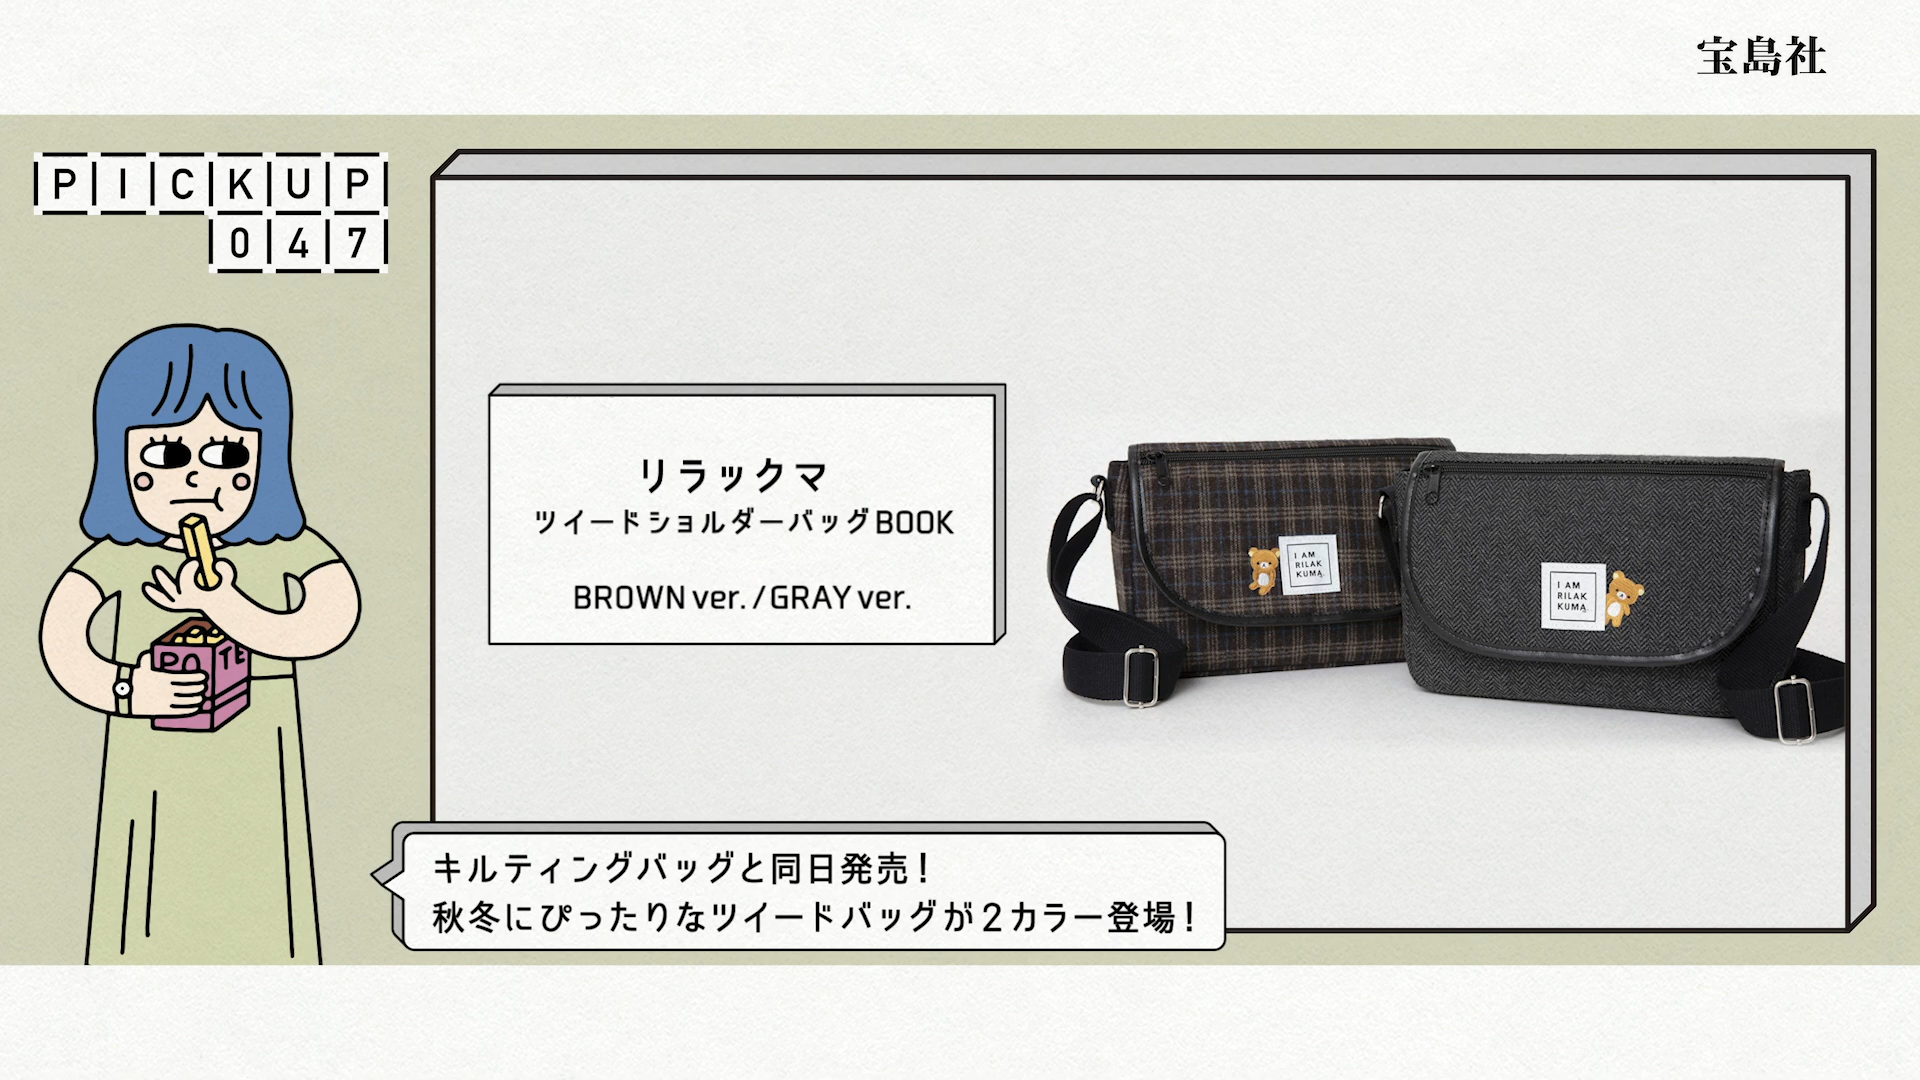 宝島社
PICKUP
047
リラックマ
ツイードショルダーバッグBOOK
BROWN ver. / GRAY ver.
I AM
RILAK
KUMA
I AM
RILAK
KUMA
PO TE
キルティングバッグと同日発売！
秋冬にぴったりなツイードバッグが2カラー登場！